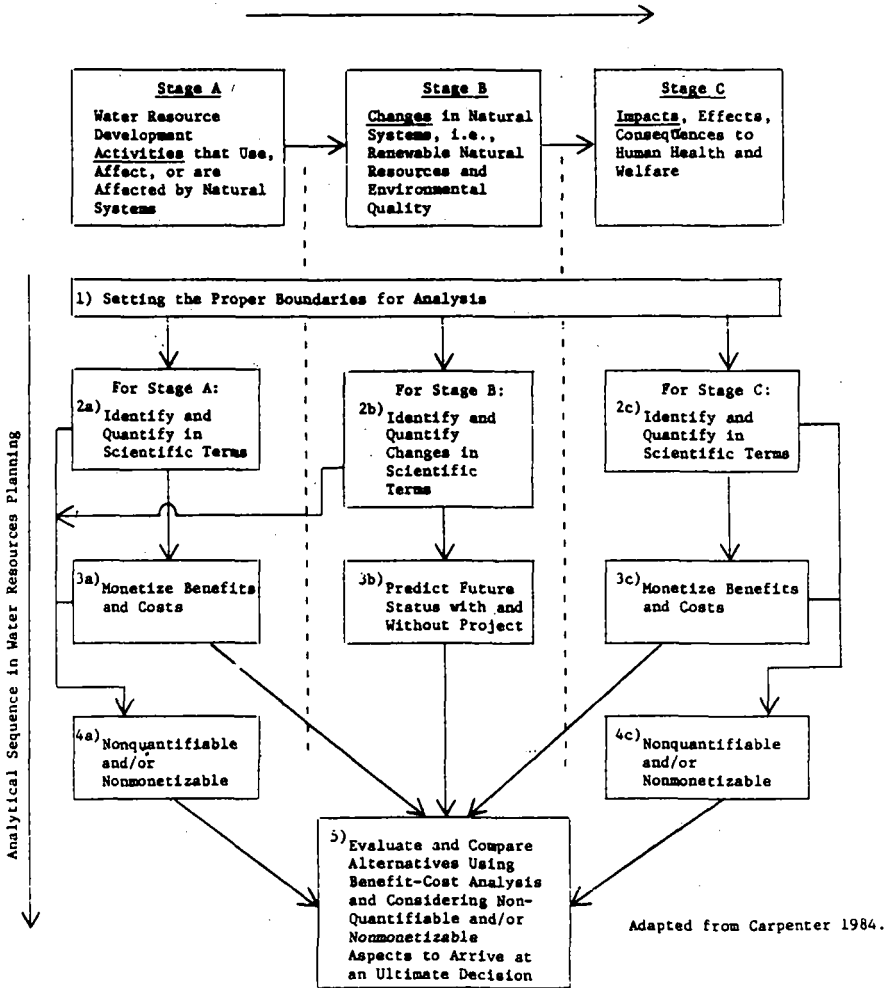 Stage A
Water Resource
Development
Activities that Use,
Affect, or are
Affected by Natural
Systems
Stage B
Changes in Natural
Systems, i.e.,
Renewable Natural
Resources and
Environmental
Quality
Stage C
Impacts, Effects,
Consequences to
Human Health and
Welfare
Analytical Sequence in Water Resources Planning
1) Setting the Proper Boundaries for Analysis
For Stage A:
2a) Identify and
Quantify in
Scientific Terms
For Stage B:
2b) Identify and
Quantify
Changes in
Scientific
Terms
For Stage C:
2c) Identify and
Quantify in
Scientific Terms
3a) Monetize Benefits
and Costs
3b) Predict Future
Status with and
Without Project
3c) Monetize Benefits
and Costs
4a) Nonquantifiable
and/or
Nonmonetizable
4c) Nonquantifiable
and/or
Nonmonetizable
5) Evaluate and Compare
Alternatives Using
Benefit-Cost Analysis
and Considering Non-
Quantifiable and/or
Nonmonetizable
Aspects to Arrive at
an Ultimate Decision
Adapted from Carpenter 1984.